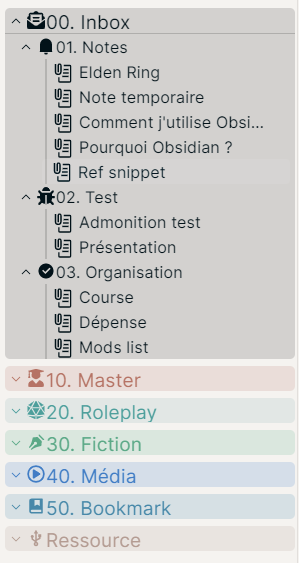 00. Inbox
01. Notes
Elden Ring
Note temporaire
Comment j'utilise Obsi...
Pourquoi Obsidian ?
Ref snippet
02. Test
Admonition test
Présentation
03. Organisation
Course
Dépense
Mods list
10. Master
20. Roleplay
30. Fiction
40. Média
50. Bookmark
Ressource